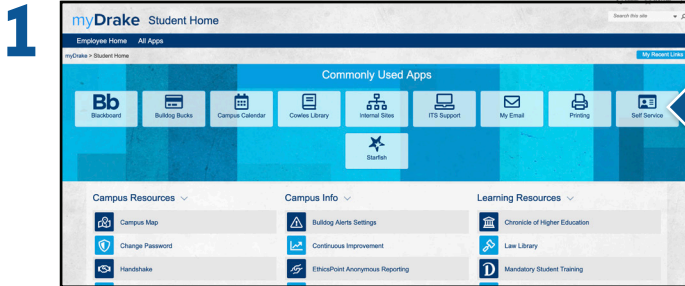 1
myDrake Student Home
Search this site
Employee Home All Apps
myDrake > Student Home
My Recent Links
Commonly Used Apps
Bb
Blackboard
Bulldog Bucks
Campus Calendar
Cowles Library
Internal Sites
ITS Support
My Email
Printing
Self Service
Starfish
Campus Resources
Campus Info
Learning Resources
Campus Map
Bulldog Alerts Settings
Chronicle of Higher Education
Change Password
Continuous Improvement
Law Library
Handshake
EthicsPoint Anonymous Reporting
D
Mandatory Student Training